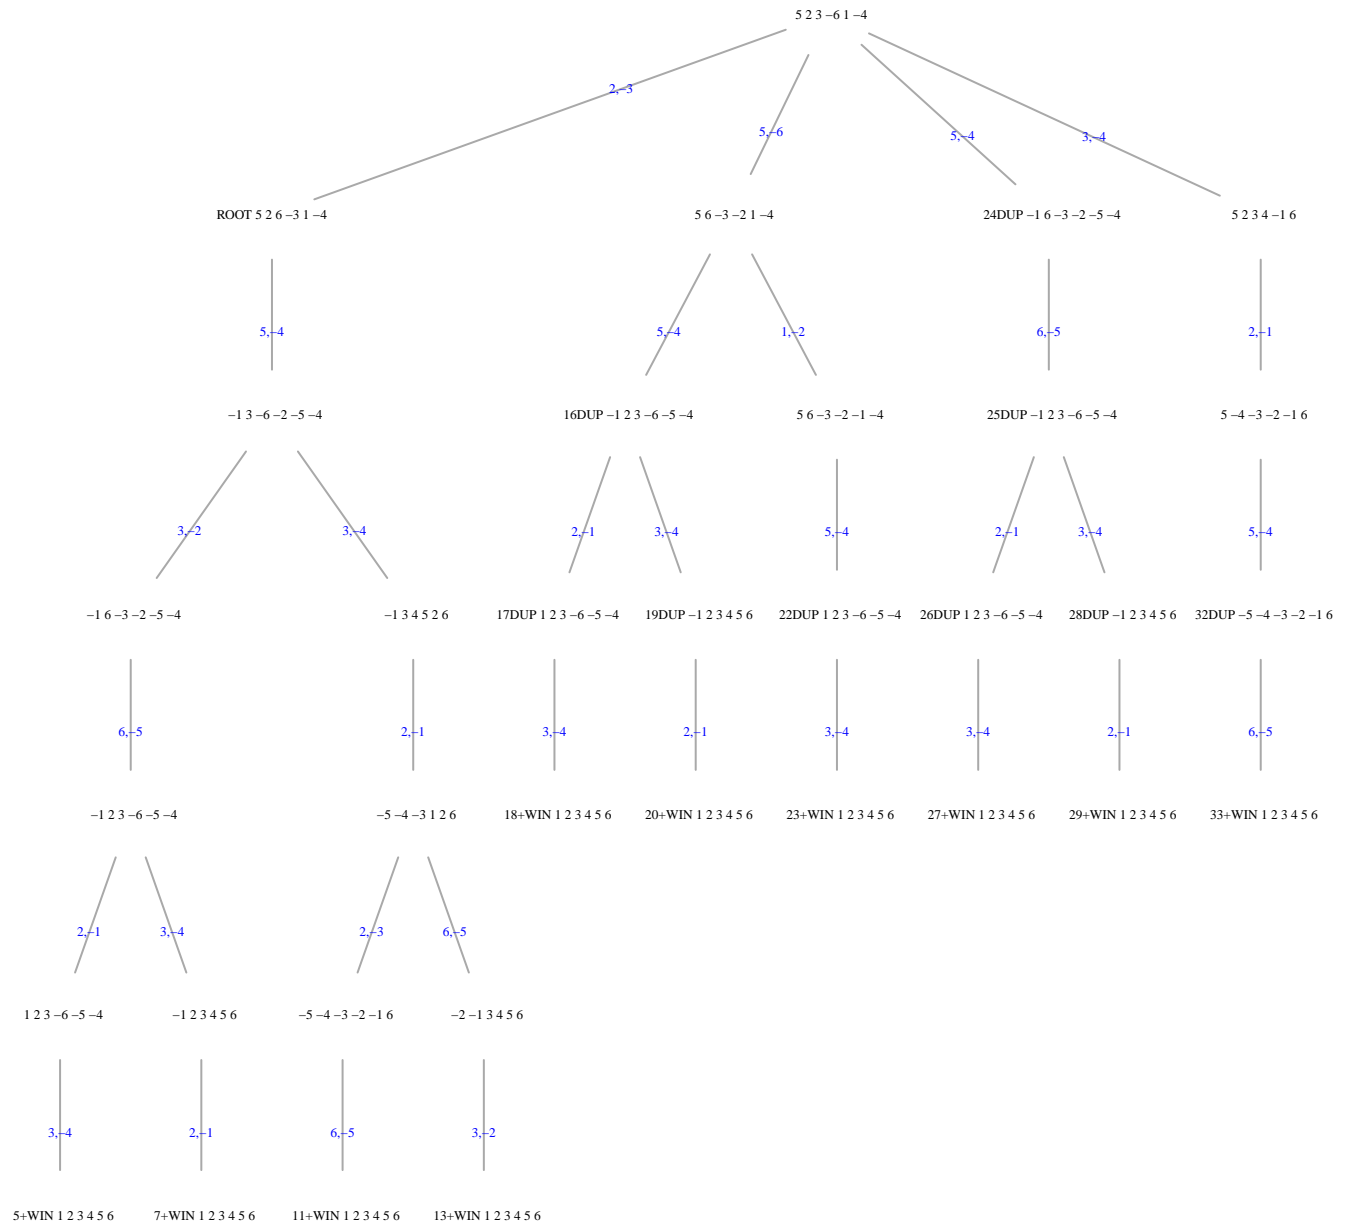 5 2 3 −6 1 −4
2,−3
5,−6
5,−4
3,−4
ROOT 5 2 6 −3 1 −4
5 6 −3 −2 1 −4
24DUP −1 6 −3 −2 −5 −4
5 2 3 4 −1 6
5,−4
5,−4
1,−2
6,−5
2,−1
−1 3 −6 −2 −5 −4
16DUP −1 2 3 −6 −5 −4
5 6 −3 −2 −1 −4
25DUP −1 2 3 −6 −5 −4
5 −4 −3 −2 −1 6
3,−2
3,−4
2,−1
3,−4
5,−4
2,−1
3,−4
5,−4
−1 6 −3 −2 −5 −4
−1 3 4 5 2 6
17DUP 1 2 3 −6 −5 −4
19DUP −1 2 3 4 5 6
22DUP 1 2 3 −6 −5 −4
26DUP 1 2 3 −6 −5 −4
28DUP −1 2 3 4 5 6
32DUP −5 −4 −3 −2 −1 6
6,−5
2,−1
3,−4
2,−1
3,−4
3,−4
2,−1
6,−5
−1 2 3 −6 −5 −4
−5 −4 −3 1 2 6
18+WIN 1 2 3 4 5 6
20+WIN 1 2 3 4 5 6
23+WIN 1 2 3 4 5 6
27+WIN 1 2 3 4 5 6
29+WIN 1 2 3 4 5 6
33+WIN 1 2 3 4 5 6
2,−1
3,−4
2,−3
6,−5
1 2 3 −6 −5 −4
−1 2 3 4 5 6
−5 −4 −3 −2 −1 6
−2 −1 3 4 5 6
3,−4
2,−1
6,−5
3,−2
5+WIN 1 2 3 4 5 6
7+WIN 1 2 3 4 5 6
11+WIN 1 2 3 4 5 6
13+WIN 1 2 3 4 5 6